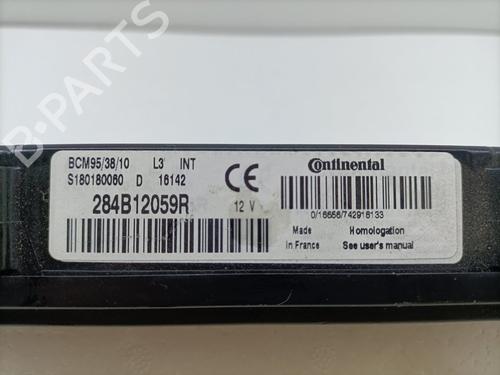 B-PARTS
BCM95/38/10 L3 INT
S180180060 D 16142
284B12059R
12 V
CE
Continental
0/16656/742916133
Made in France
Homologation
See user's manual